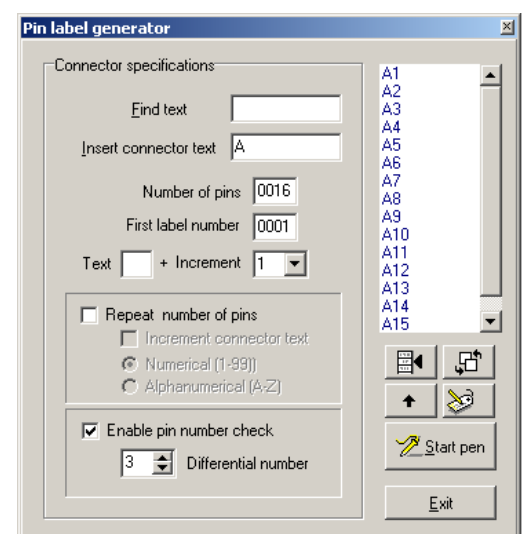 Pin label generator
Connector specifications
Find text
Insert connector text A
Number of pins 0016
First label number 0001
Text + Increment 1
Repeat number of pins
Increment connector text
Numerical (1-99))
Alphanumerical (A-Z)
Enable pin number check
3 Differential number
A1
A2
A3
A4
A5
A6
A7
A8
A9
A10
A11
A12
A13
A14
A15
Start pen
Exit